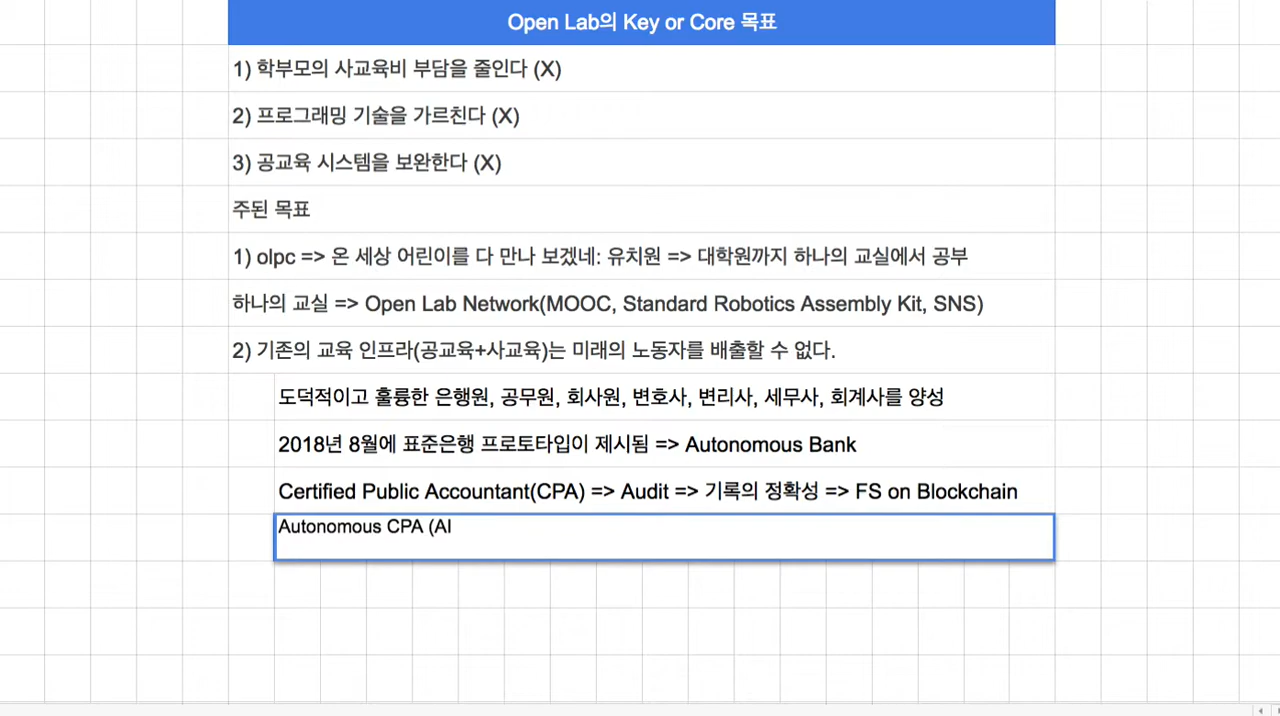 Open Lab의 Key or Core 목표
1) 학부모의 사교육비 부담을 줄인다 (X)
2) 프로그래밍 기술을 가르친다 (X)
3) 공교육 시스템을 보완한다 (X)
주된 목표
1) olpc => 온 세상 어린이를 다 만나 보겠네: 유치원 => 대학원까지 하나의 교실에서 공부
하나의 교실 => Open Lab Network(MOOC, Standard Robotics Assembly Kit, SNS)
2) 기존의 교육 인프라(공교육+사교육)는 미래의 노동자를 배출할 수 없다.
도덕적이고 훌륭한 은행원, 공무원, 회사원, 변호사, 변리사, 세무사, 회계사를 양성
2018년 8월에 표준은행 프로토타입이 제시됨 => Autonomous Bank
Certified Public Accountant(CPA) => Audit => 기록의 정확성 => FS on Blockchain
Autonomous CPA (AI